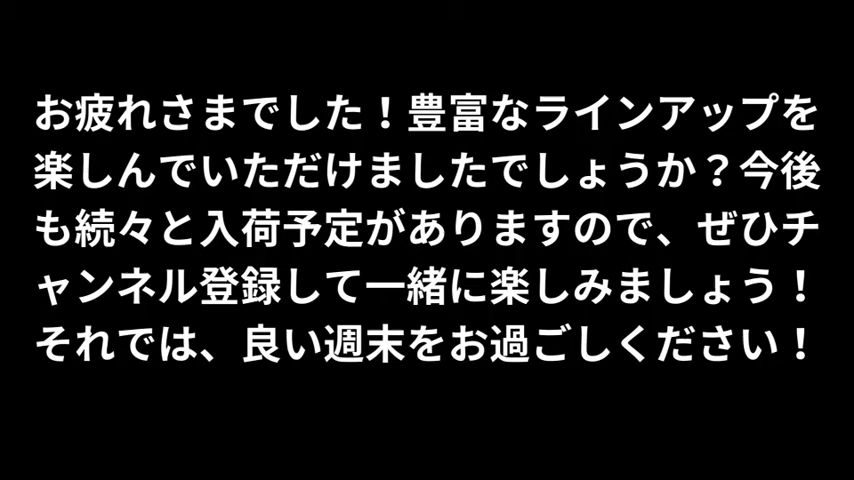 お疲れさまでした！豊富なラインアップを
楽しんでいただけましたでしょうか？今後
も続々と入荷予定がありますので、ぜひチ
ャンネル登録して一緒に楽しみましょう！
それでは、良い週末をお過ごしください！